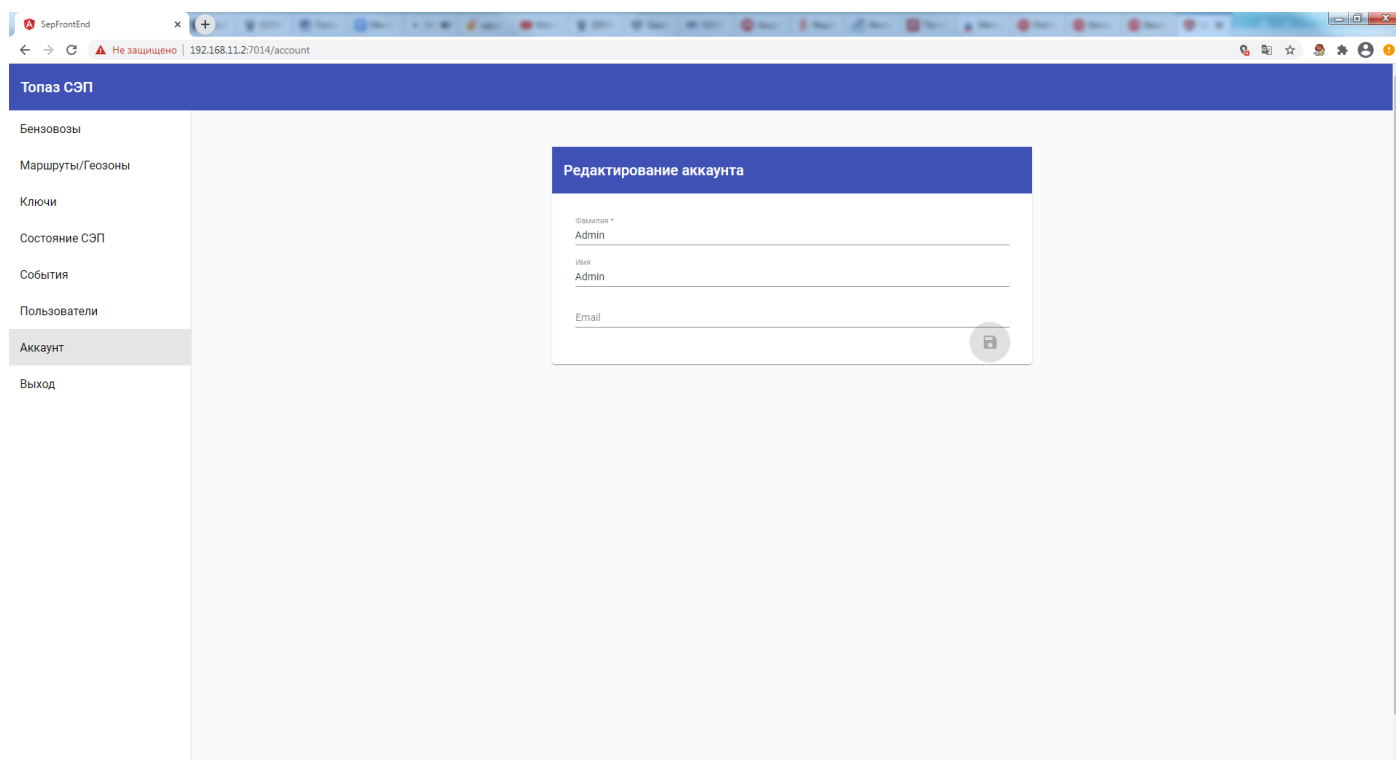 SepFrontEnd
Не защищено
192.168.11.2:7014/account
Топаз СЭП
Бензовозы
Маршруты/Геозоны
Ключи
Состояние СЭП
События
Пользователи
Аккаунт
Выход
Редактирование аккаунта
Фамилия *
Admin
Имя
Admin
Email